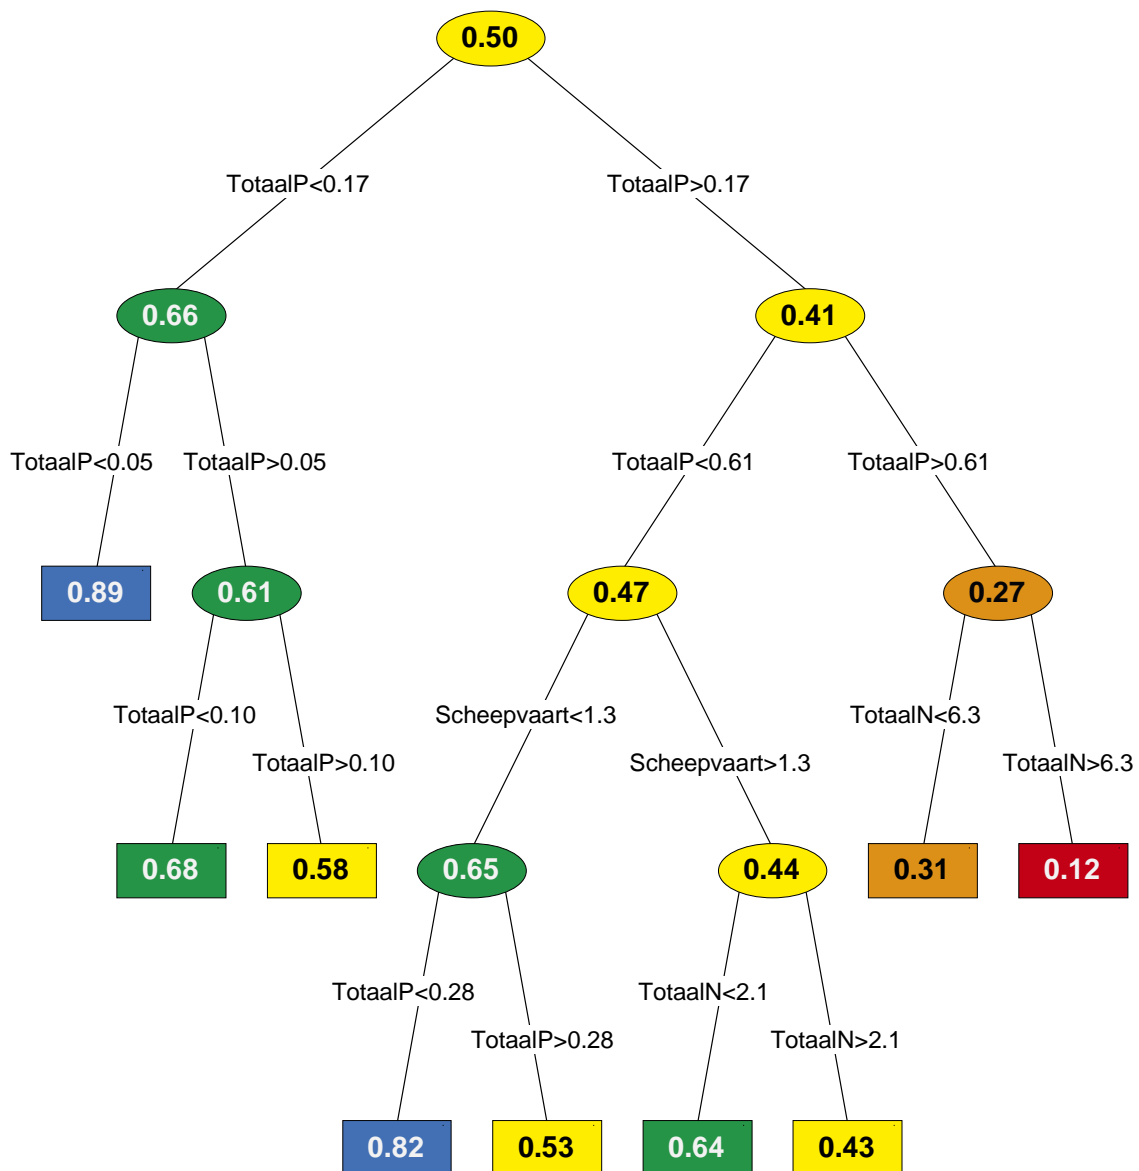 0.50
TotaalP<0.17
TotaalP>0.17
0.66
0.41
TotaalP<0.05
TotaalP>0.05
TotaalP<0.61
TotaalP>0.61
0.89
0.61
0.47
0.27
TotaalP<0.10
TotaalP>0.10
Scheepvaart<1.3
Scheepvaart>1.3
TotaalN<6.3
TotaalN>6.3
0.68
0.58
0.65
0.44
0.31
0.12
TotaalP<0.28
TotaalP>0.28
TotaalN<2.1
TotaalN>2.1
0.82
0.53
0.64
0.43